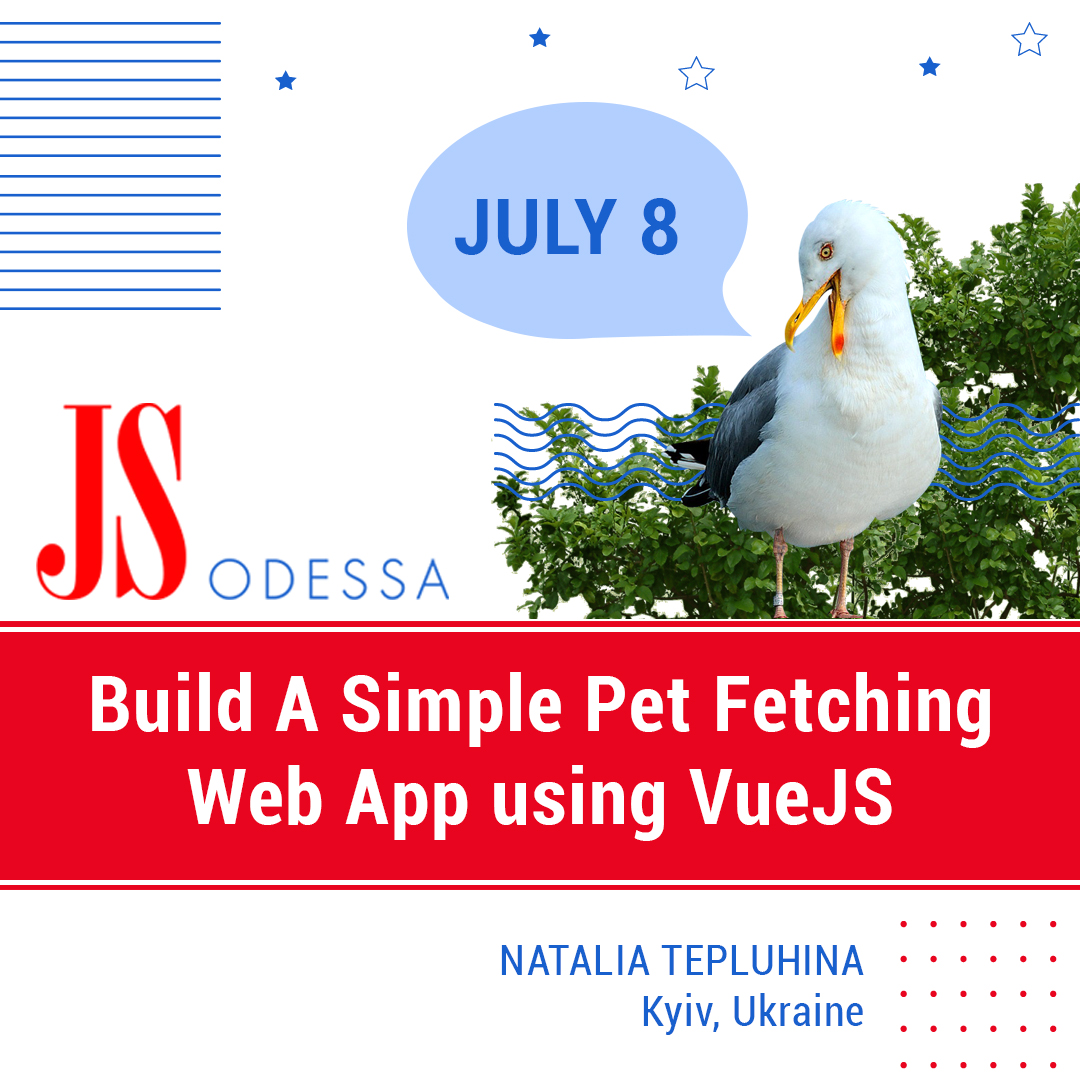 JULY 8
JS ODESSA
Build A Simple Pet Fetching
Web App using VueJS
NATALIA TEPLUHINA
Kyiv, Ukraine